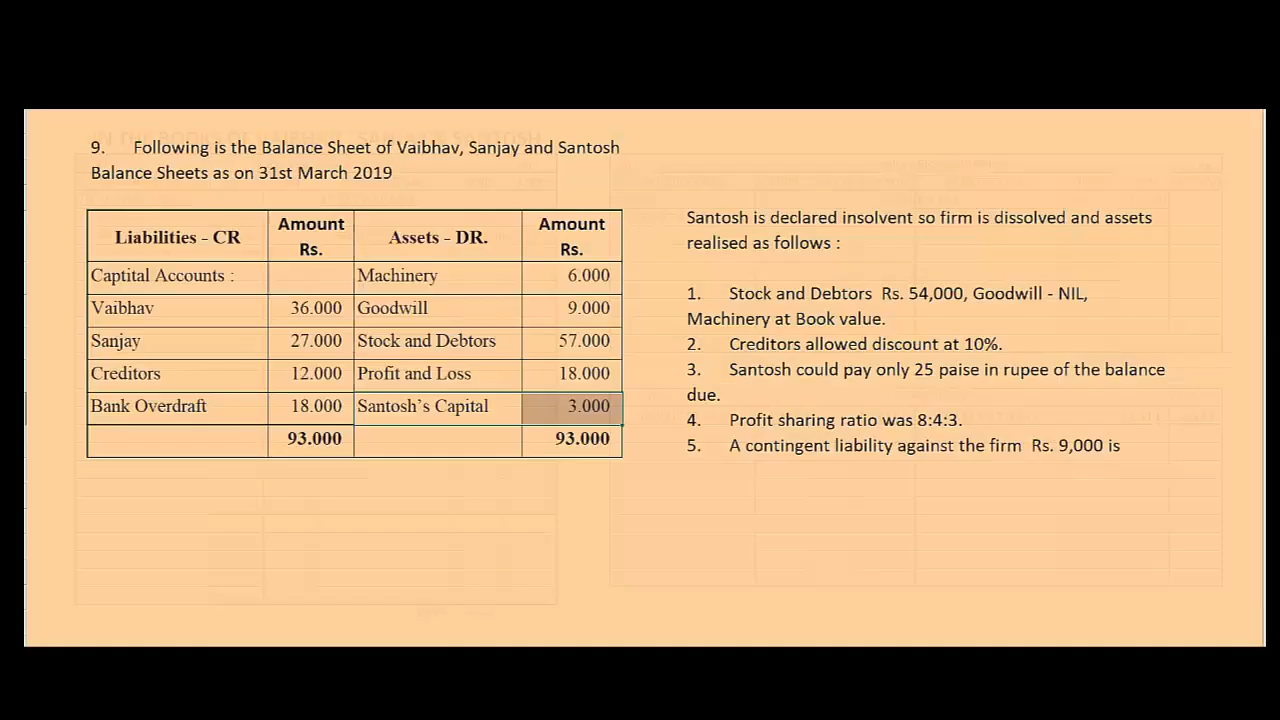 9. Following is the Balance Sheet of Vaibhav, Sanjay and Santosh
Balance Sheets as on 31st March 2019
Liabilities - CR Amount Rs. Assets - DR. Amount Rs.
Captital Accounts : Machinery 6.000
Vaibhav 36.000 Goodwill 9.000
Sanjay 27.000 Stock and Debtors 57.000
Creditors 12.000 Profit and Loss 18.000
Bank Overdraft 18.000 Santosh's Capital 3.000
93.000 93.000
Santosh is declared insolvent so firm is dissolved and assets
realised as follows :
1. Stock and Debtors Rs. 54,000, Goodwill - NIL,
Machinery at Book value.
2. Creditors allowed discount at 10%.
3. Santosh could pay only 25 paise in rupee of the balance
due.
4. Profit sharing ratio was 8:4:3.
5. A contingent liability against the firm Rs. 9,000 is